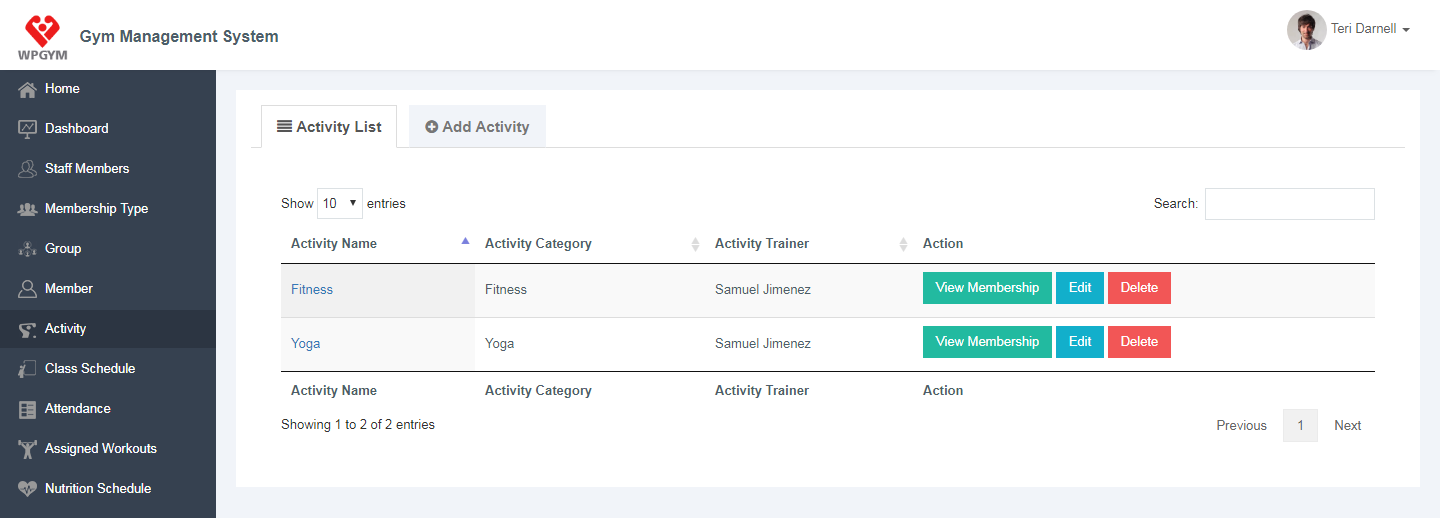 WPGYM
Gym Management System
Teri Darnell
Home
Dashboard
Staff Members
Membership Type
Group
Member
Activity
Class Schedule
Attendance
Assigned Workouts
Nutrition Schedule
Activity List
Add Activity
Show 10 entries
Search:
Activity Name Activity Category Activity Trainer Action
Fitness Fitness Samuel Jimenez View Membership Edit Delete
Yoga Yoga Samuel Jimenez View Membership Edit Delete
Activity Name Activity Category Activity Trainer Action
Showing 1 to 2 of 2 entries
Previous 1 Next